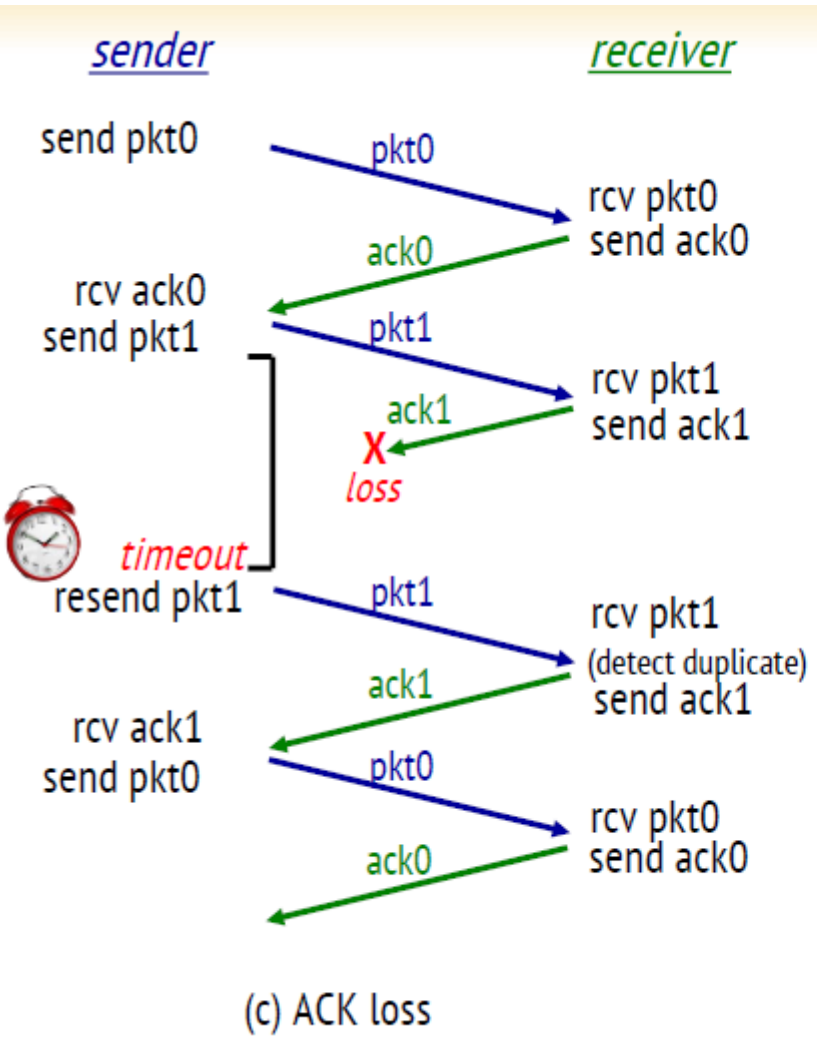 sender
receiver
send pkt0
pkt0
rcv pkt0
send ack0
ack0
rcv ack0
send pkt1
pkt1
rcv pkt1
send ack1
ack1
X
loss
timeout
resend pkt1
pkt1
rcv pkt1
(detect duplicate)
send ack1
ack1
rcv ack1
send pkt0
pkt0
rcv pkt0
send ack0
ack0
(c) ACK loss